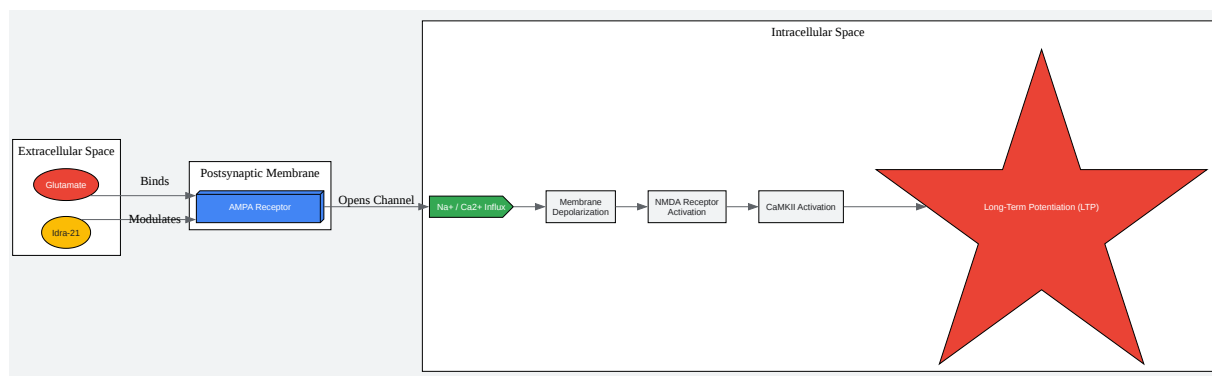 Intracellular Space
Extracellular Space
Glutamate
Idra-21
Binds
Modulates
Postsynaptic Membrane
AMPA Receptor
Opens Channel
Na+ / Ca2+ Influx
Membrane
Depolarization
NMDA Receptor
Activation
CaMKII Activation
Long-Term Potentiation (LTP)